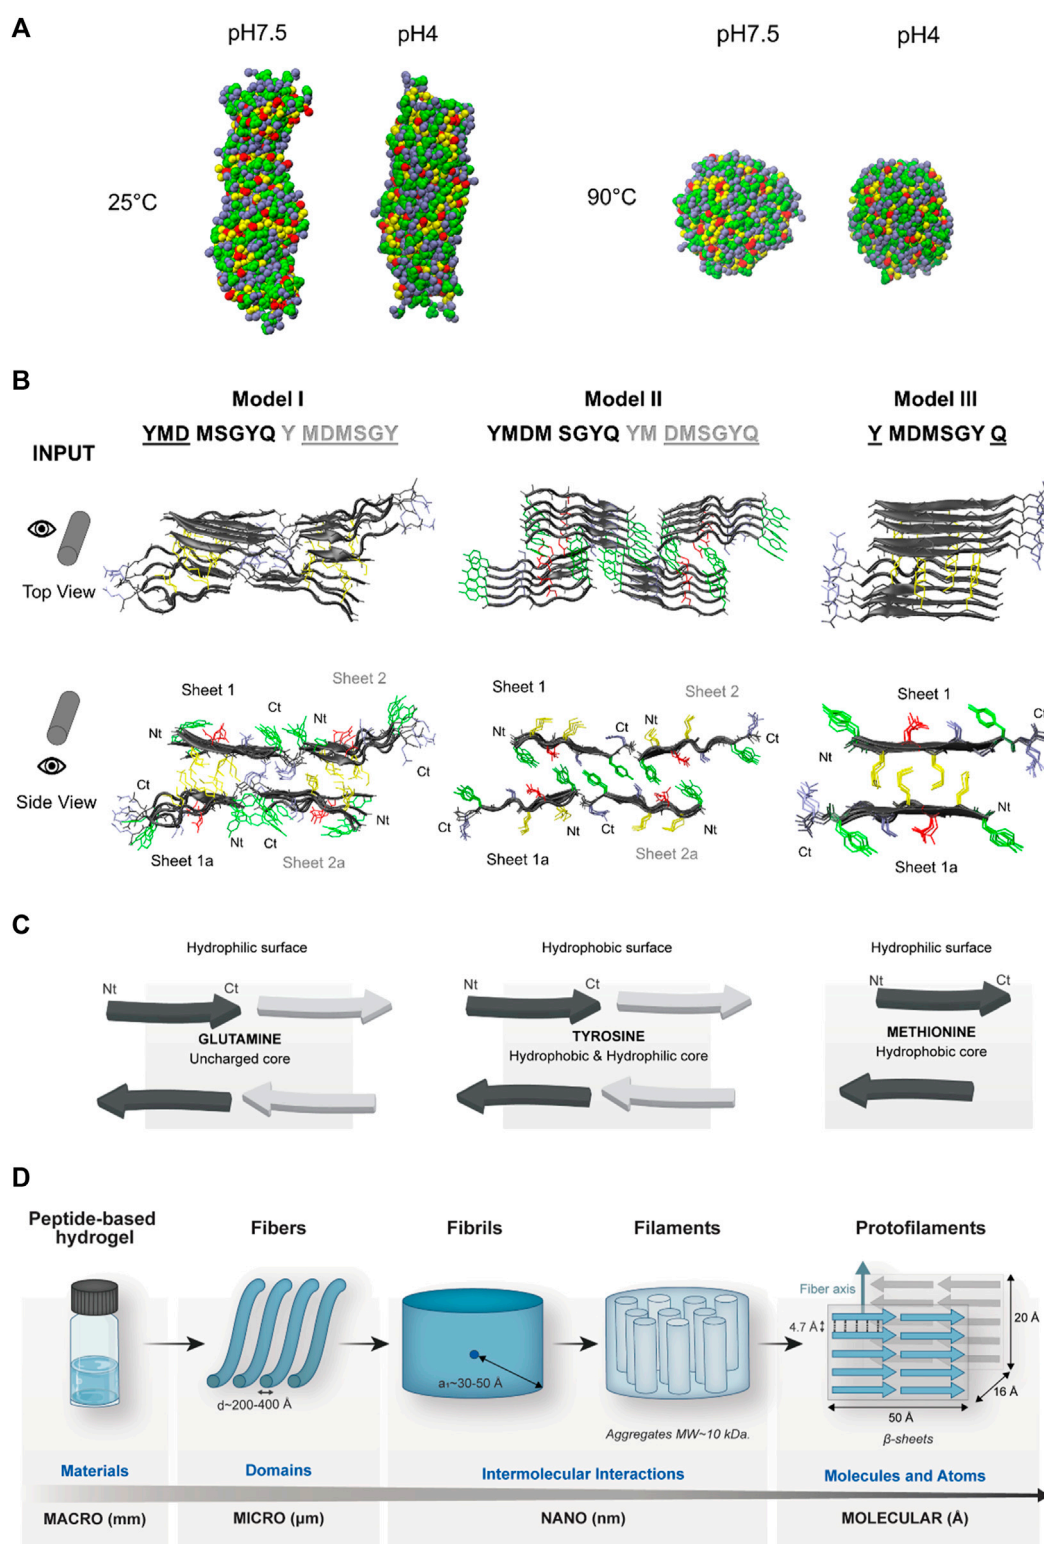 A
pH7.5
pH4
pH7.5
pH4
25°C
90°C
B
Model I
Model II
Model III
YMD MSGYQ Y MDMSGY
YMDM SGYQ YM DMSGYQ
Y MDMSGY Q
INPUT
Top View
Sheet 1
Sheet 2
Ct
Nt
Ct
Ct
Nt
Ct
Nt
Sheet 1a
Sheet 2a
Sheet 1
Sheet 2
Nt
Ct
Nt
Ct
Ct
Nt
Ct
Nt
Sheet 1a
Sheet 2a
Sheet 1
Ct
Nt
Nt
Ct
Sheet 1a
Side View
C
Hydrophilic surface
Hydrophobic surface
Hydrophilic surface
Nt
Ct
Nt
Ct
Nt
Ct
GLUTAMINE
Uncharged core
TYROSINE
Hydrophobic & Hydrophilic core
METHIONINE
Hydrophobic core
D
Peptide-based
hydrogel
Fibers
Fibrils
Filaments
Protofilaments
Fiber axis
4.7 Å
20 Å
16 Å
50 Å
β-sheets
d~200-400 Å
a₁~30-50 Å
Aggregates MW~10 kDa.
Materials
Domains
Intermolecular Interactions
Molecules and Atoms
MACRO (mm)
MICRO (µm)
NANO (nm)
MOLECULAR (Å)